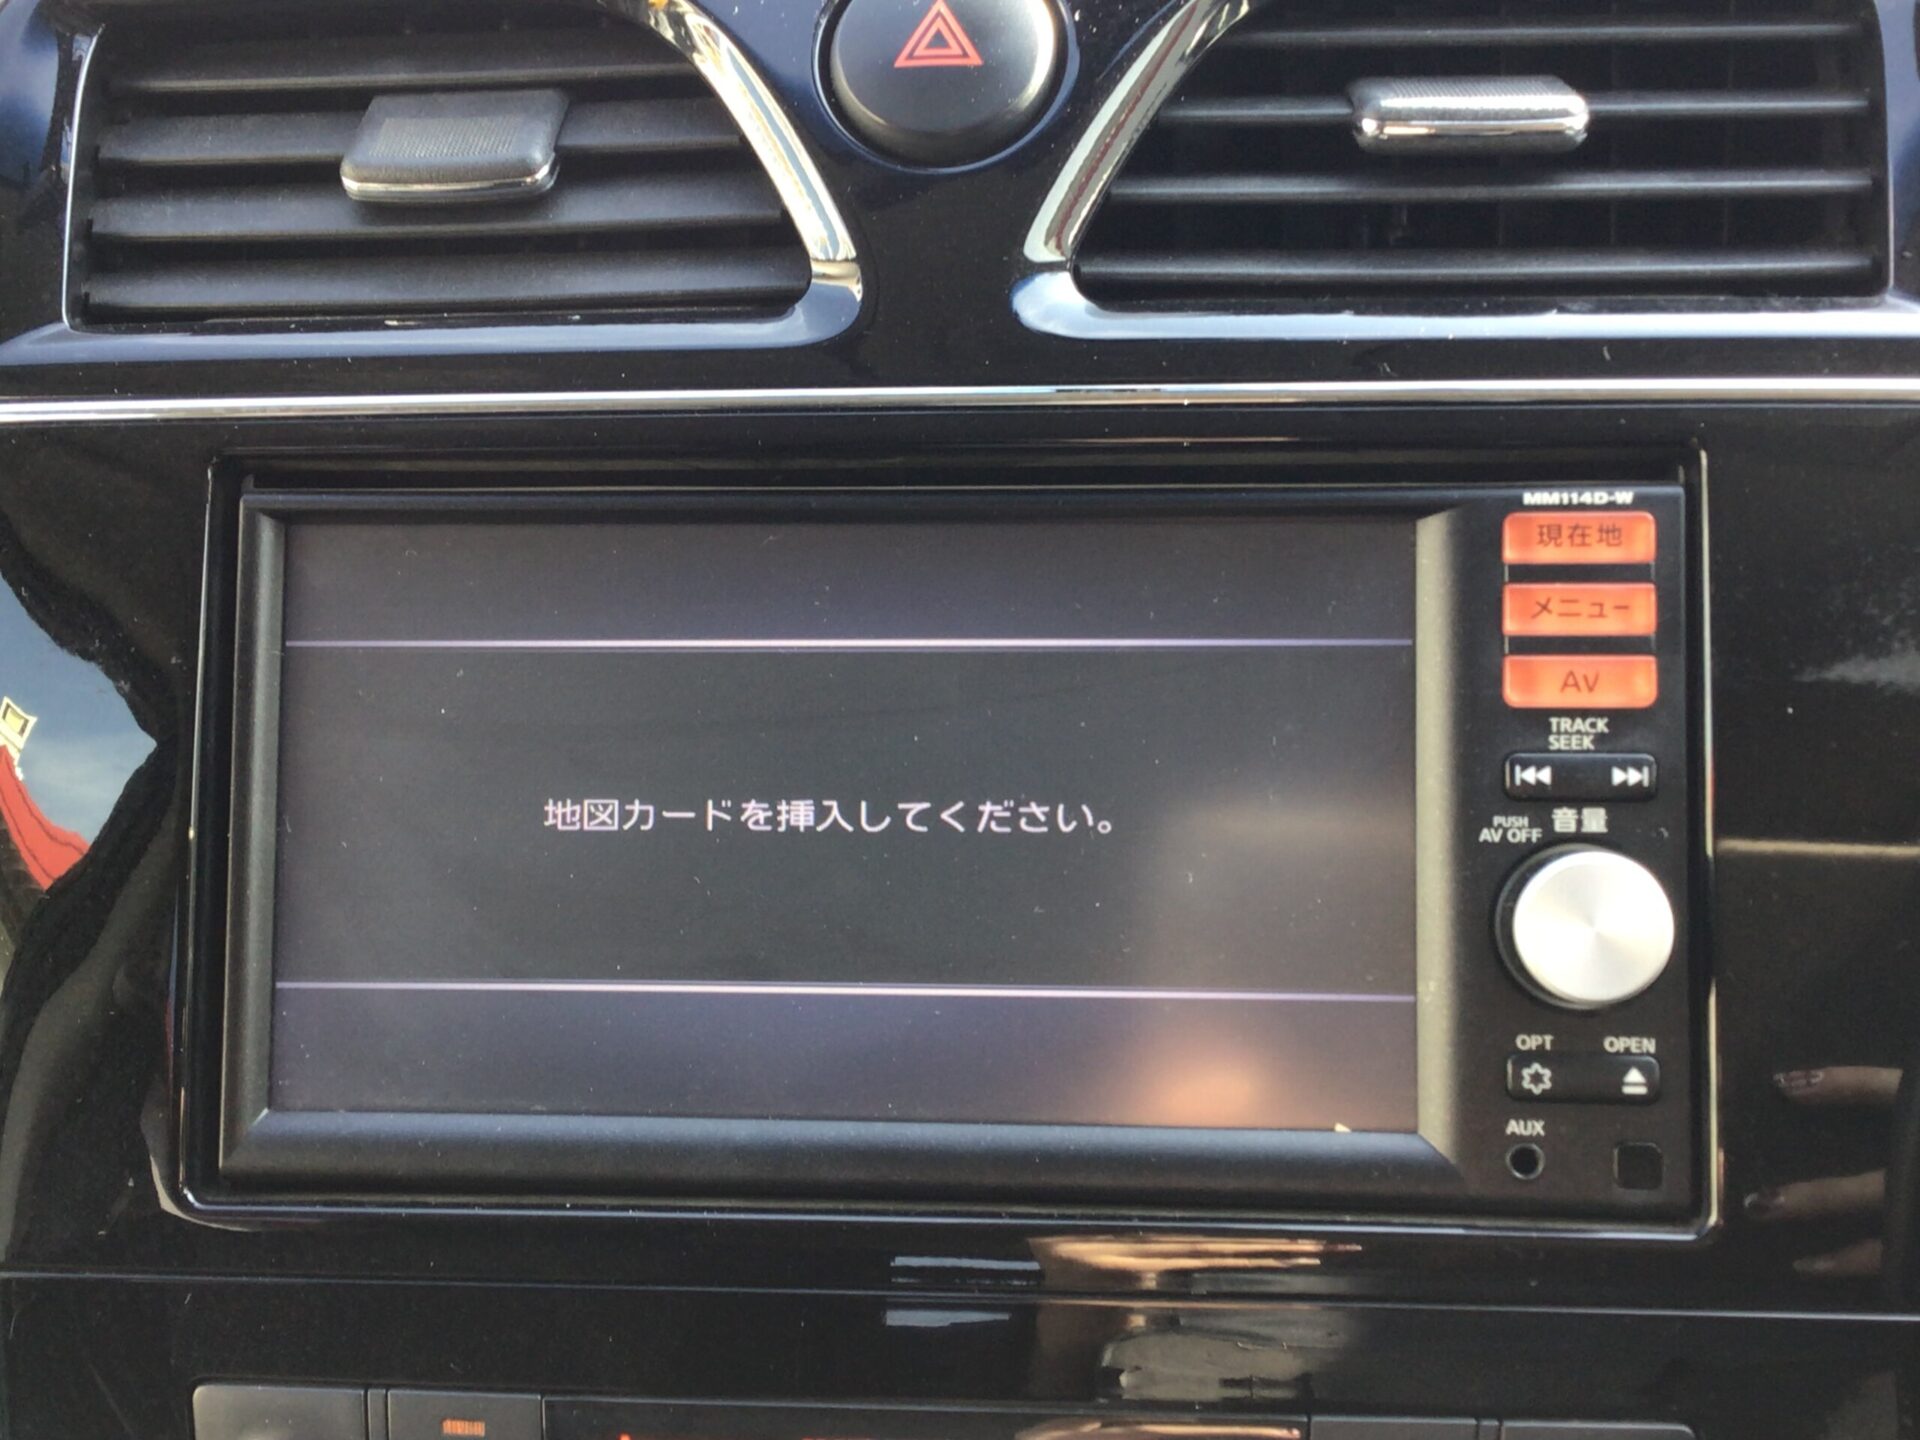 MM114D-W
現在地
メニュー
AV
TRACK
SEEK
地図カードを挿入してください。
PUSH
AV OFF
音量
OPT
OPEN
AUX